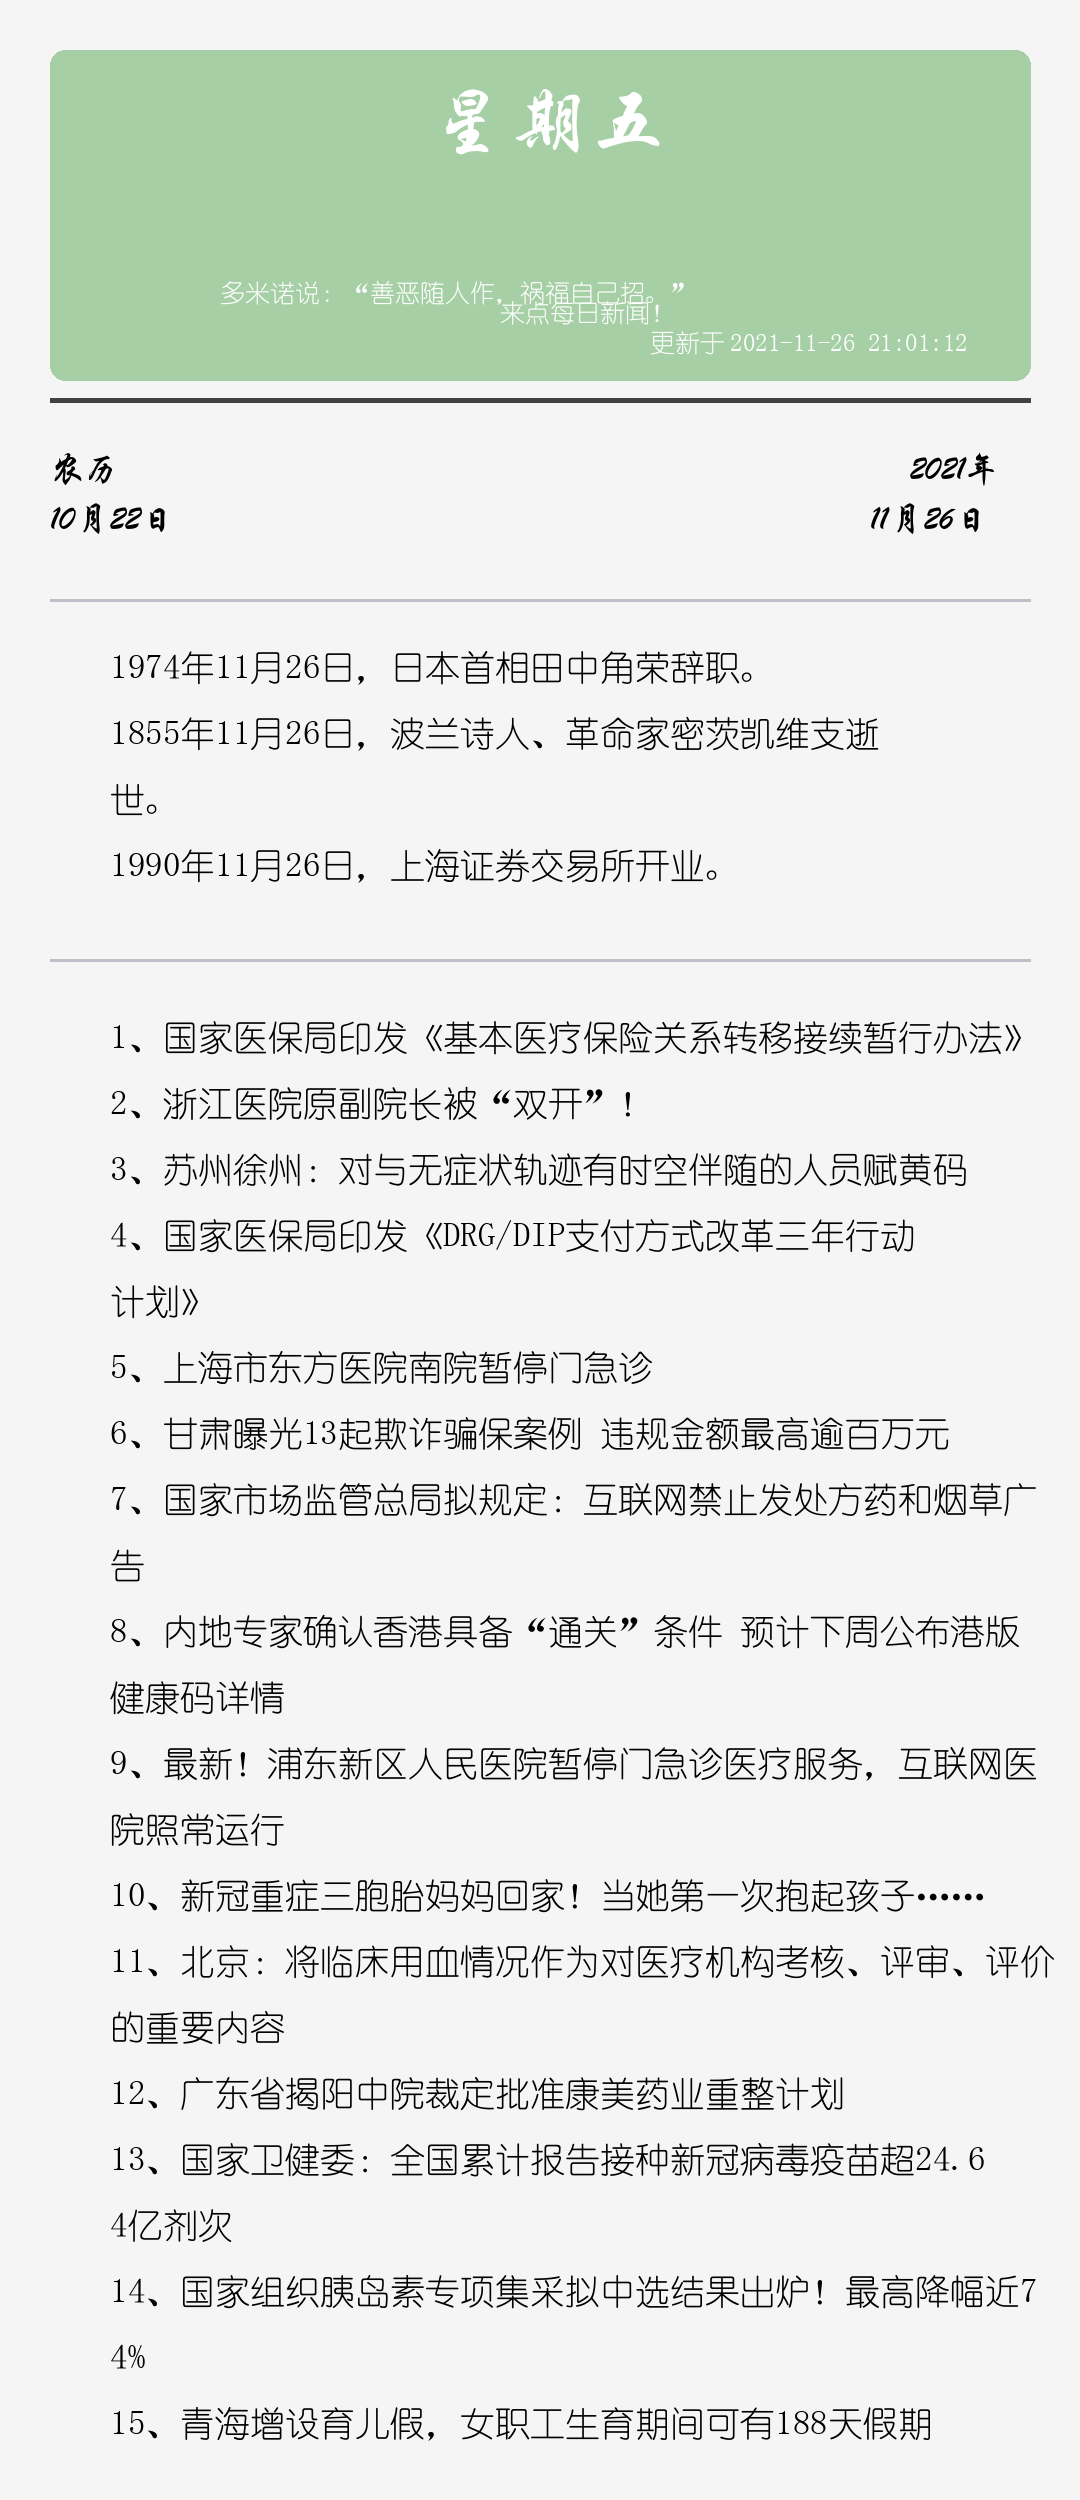 星期五
多米诺说：“善恶随人作，祸福自己招。”
来点每日新闻！
更新于 2021-11-26 21:01:12
农历
2021年
10月22日
11月26日
1974年11月26日，日本首相田中角荣辞职。
1855年11月26日，波兰诗人、革命家密茨凯维支逝
世。
1990年11月26日，上海证券交易所开业。
1、国家医保局印发《基本医疗保险关系转移接续暂行办法》
2、浙江医院原副院长被“双开”！
3、苏州徐州：对与无症状轨迹有时空伴随的人员赋黄码
4、国家医保局印发《DRG/DIP支付方式改革三年行动
计划》
5、上海市东方医院南院暂停门急诊
6、甘肃曝光13起欺诈骗保案例 违规金额最高逾百万元
7、国家市场监管总局拟规定：互联网禁止发处方药和烟草广
告
8、内地专家确认香港具备“通关”条件 预计下周公布港版
健康码详情
9、最新！浦东新区人民医院暂停门急诊医疗服务，互联网医
院照常运行
10、新冠重症三胞胎妈妈回家！当她第一次抱起孩子……
11、北京：将临床用血情况作为对医疗机构考核、评审、评价
的重要内容
12、广东省揭阳中院裁定批准康美药业重整计划
13、国家卫健委：全国累计报告接种新冠病毒疫苗超24.6
4亿剂次
14、国家组织胰岛素专项集采拟中选结果出炉！最高降幅近7
4%
15、青海增设育儿假，女职工生育期间可有188天假期